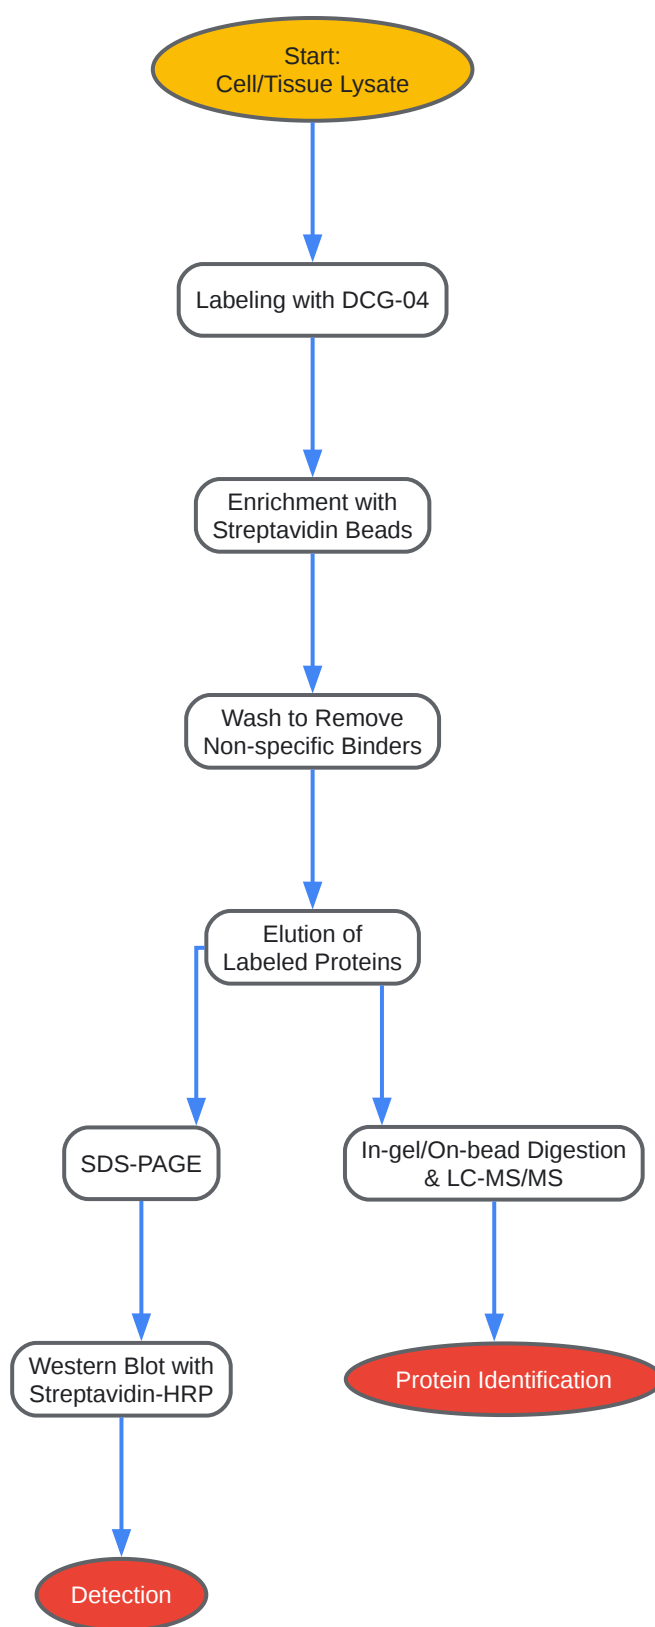 Start:
Cell/Tissue Lysate
Labeling with DCG-04
Enrichment with
Streptavidin Beads
Wash to Remove
Non-specific Binders
Elution of
Labeled Proteins
SDS-PAGE
In-gel/On-bead Digestion
& LC-MS/MS
Western Blot with
Streptavidin-HRP
Protein Identification
Detection